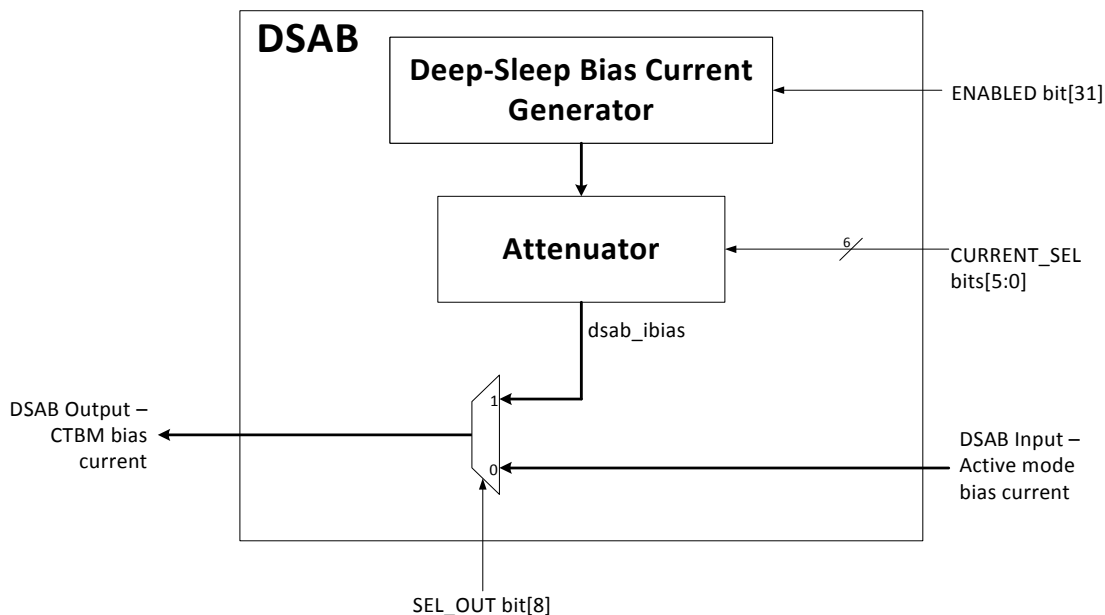 DSAB
Deep-Sleep Bias Current
Generator
ENABLED bit[31]
Attenuator
6
CURRENT_SEL
bits[5:0]
dsab_ibias
1
DSAB Output –
CTBM bias
current
0
DSAB Input –
Active mode
bias current
SEL_OUT bit[8]